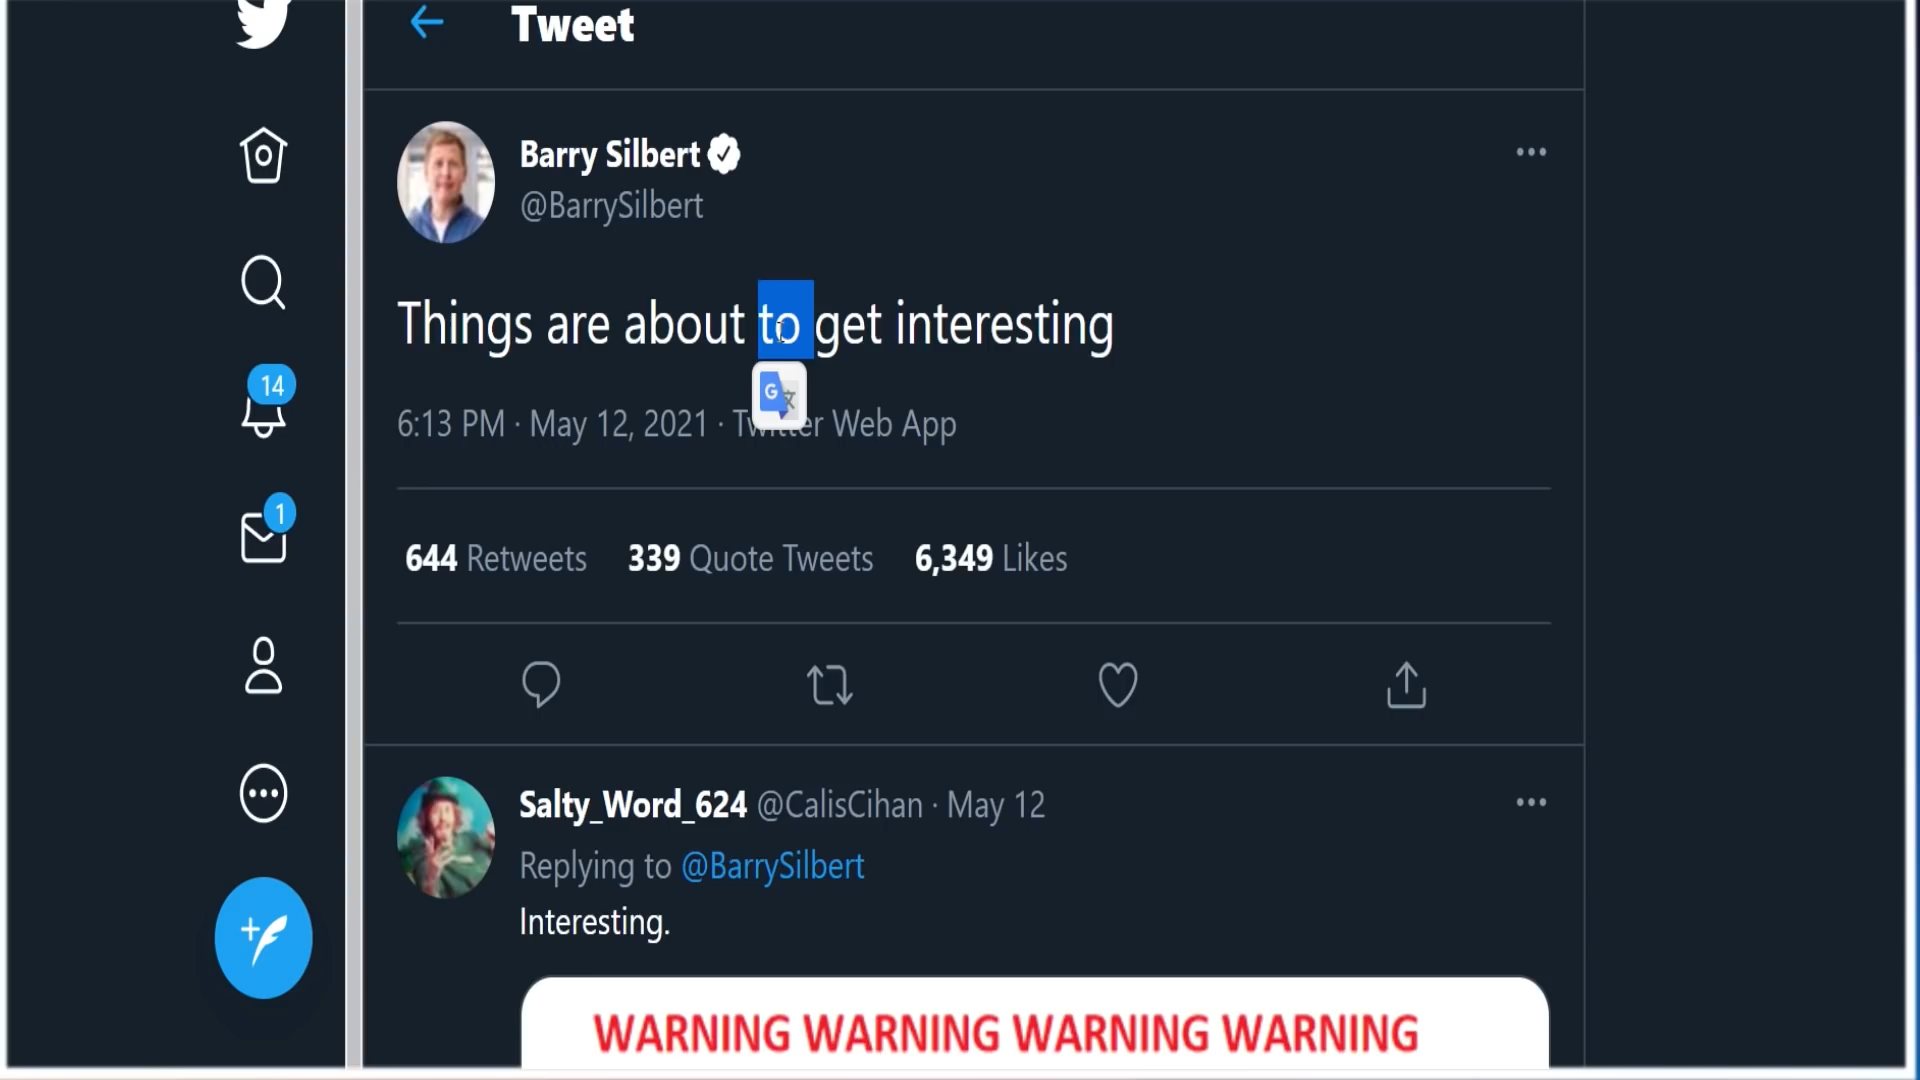 Tweet
Barry Silbert
@BarrySilbert
Things are about to get interesting
6:13 PM · May 12, 2021 · Twitter Web App
644 Retweets 339 Quote Tweets 6,349 Likes
14
1
Salty_Word_624 @CalisCihan · May 12
Replying to @BarrySilbert
Interesting.
WARNING WARNING WARNING WARNING